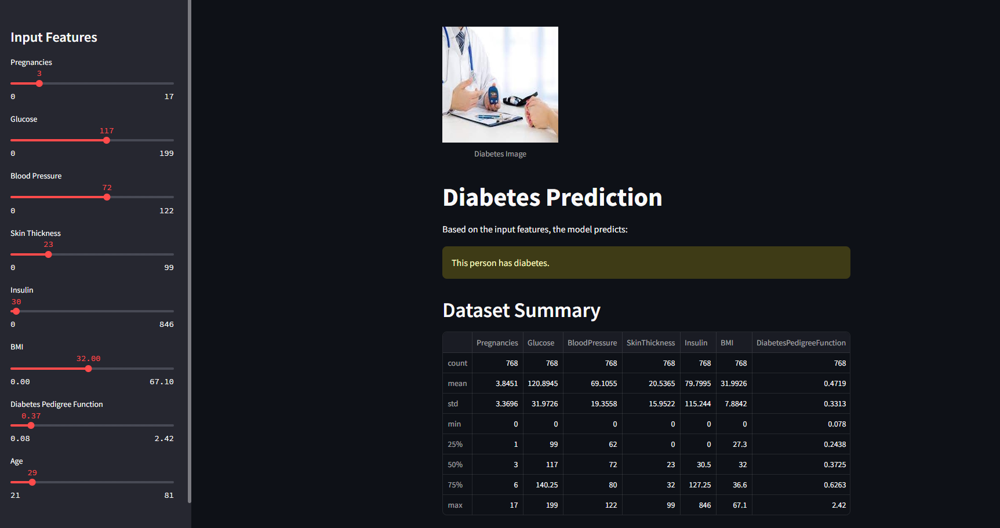 Input Features
Pregnancies
3
0 17
Glucose
117
0 199
Blood Pressure
72
0 122
Skin Thickness
23
0 99
Insulin
30
0 846
BMI
32.00
0.00 67.10
Diabetes Pedigree Function
0.37
0.08 2.42
Age
29
21 81
Diabetes Image
Diabetes Prediction
Based on the input features, the model predicts:
This person has diabetes.
Dataset Summary
Pregnancies Glucose BloodPressure SkinThickness Insulin BMI DiabetesPedigreeFunction
count 768 768 768 768 768 768 768
mean 3.8451 120.8945 69.1055 20.5365 79.7995 31.9926 0.4719
std 3.3696 31.9726 19.3558 15.9522 115.244 7.8842 0.3313
min 0 0 0 0 0 0 0.078
25% 1 99 62 0 0 27.3 0.2438
50% 3 117 72 23 30.5 32 0.3725
75% 6 140.25 80 32 127.25 36.6 0.6263
max 17 199 122 99 846 67.1 2.42